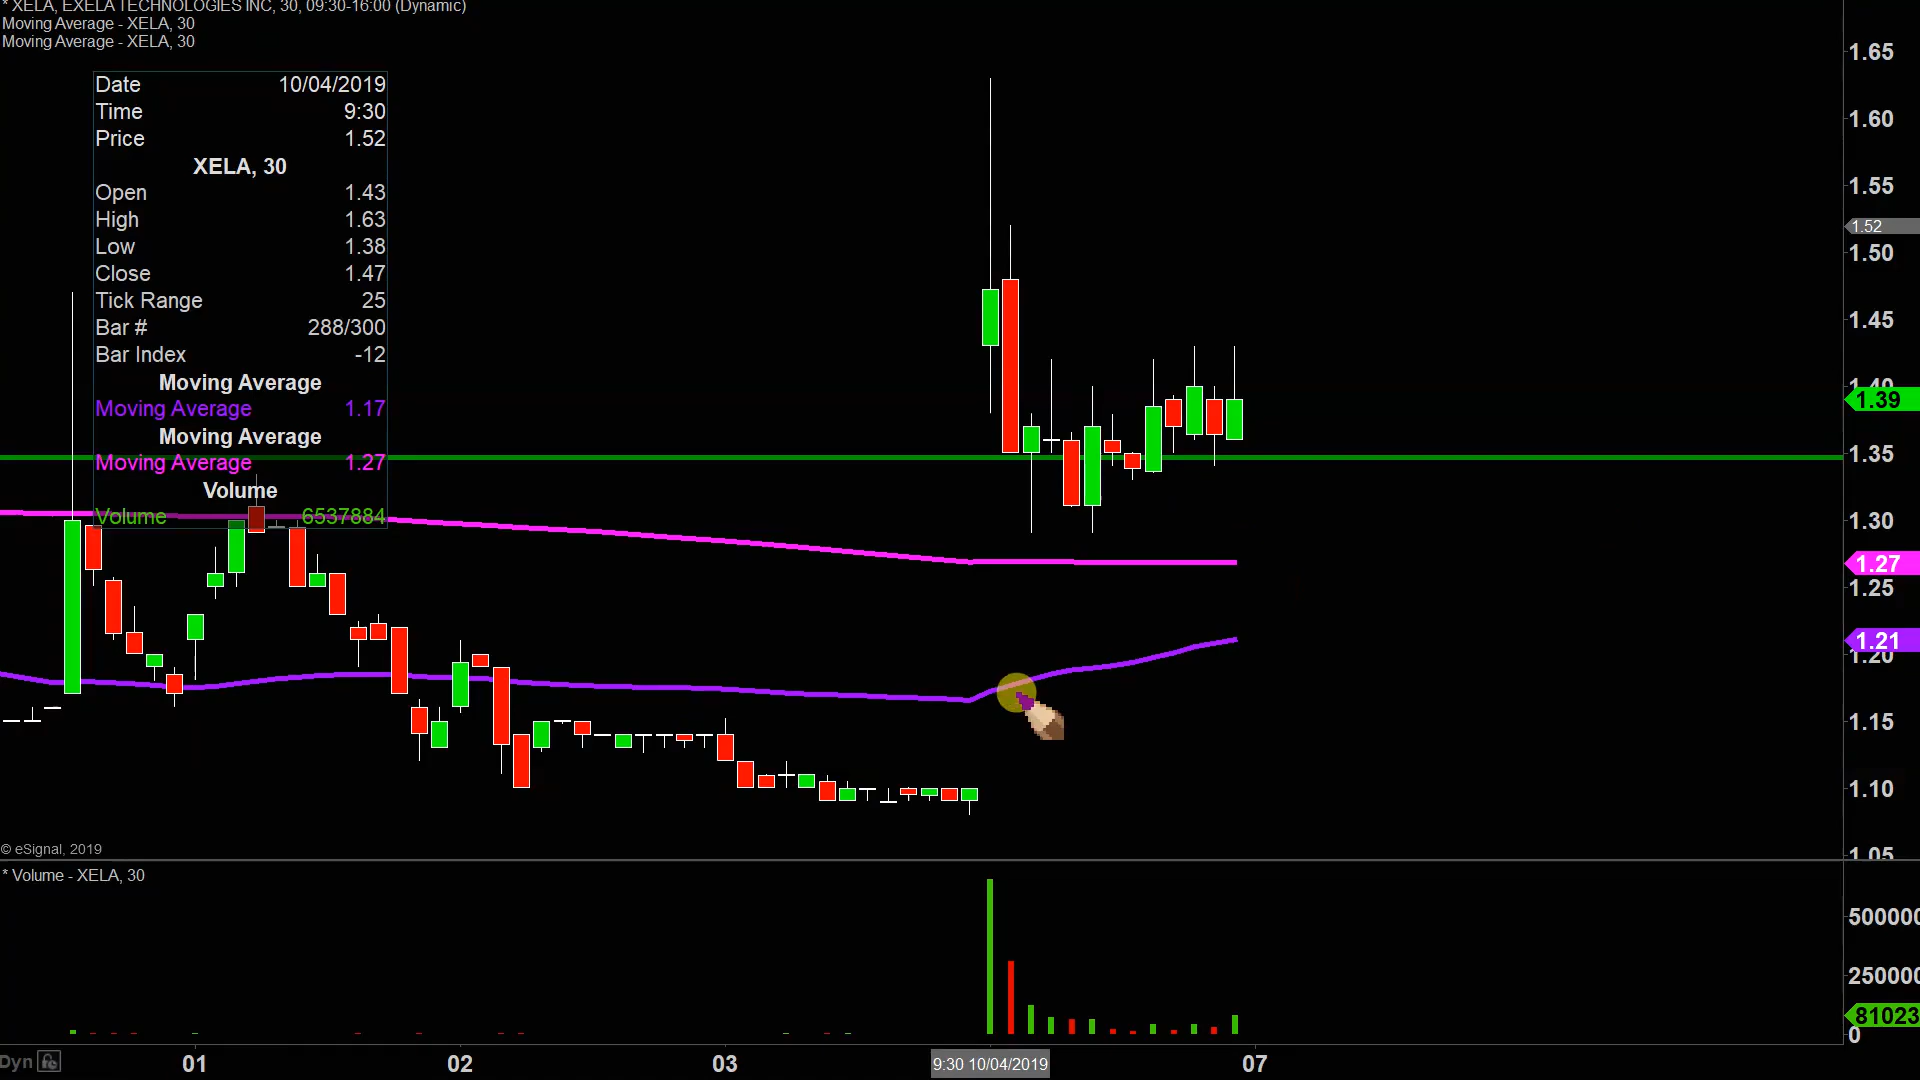 * XELA, EXELA TECHNOLOGIES INC, 30, 09:30-16:00 (Dynamic)
Moving Average - XELA, 30
Moving Average - XELA, 30
Date 10/04/2019
Time 9:30
Price 1.52
XELA, 30
Open 1.43
High 1.63
Low 1.38
Close 1.47
Tick Range 25
Bar # 288/300
Bar Index -12
Moving Average
Moving Average 1.17
Moving Average
Moving Average 1.27
Volume
Volume 6537884
1.65
1.60
1.55
1.52
1.50
1.45
1.40
1.39
1.35
1.30
1.27
1.25
1.21
1.20
1.15
1.10
1.05
© eSignal, 2019
* Volume - XELA, 30
500000
250000
81023
0
Dyn
01
02
03
9:30 10/04/2019
07